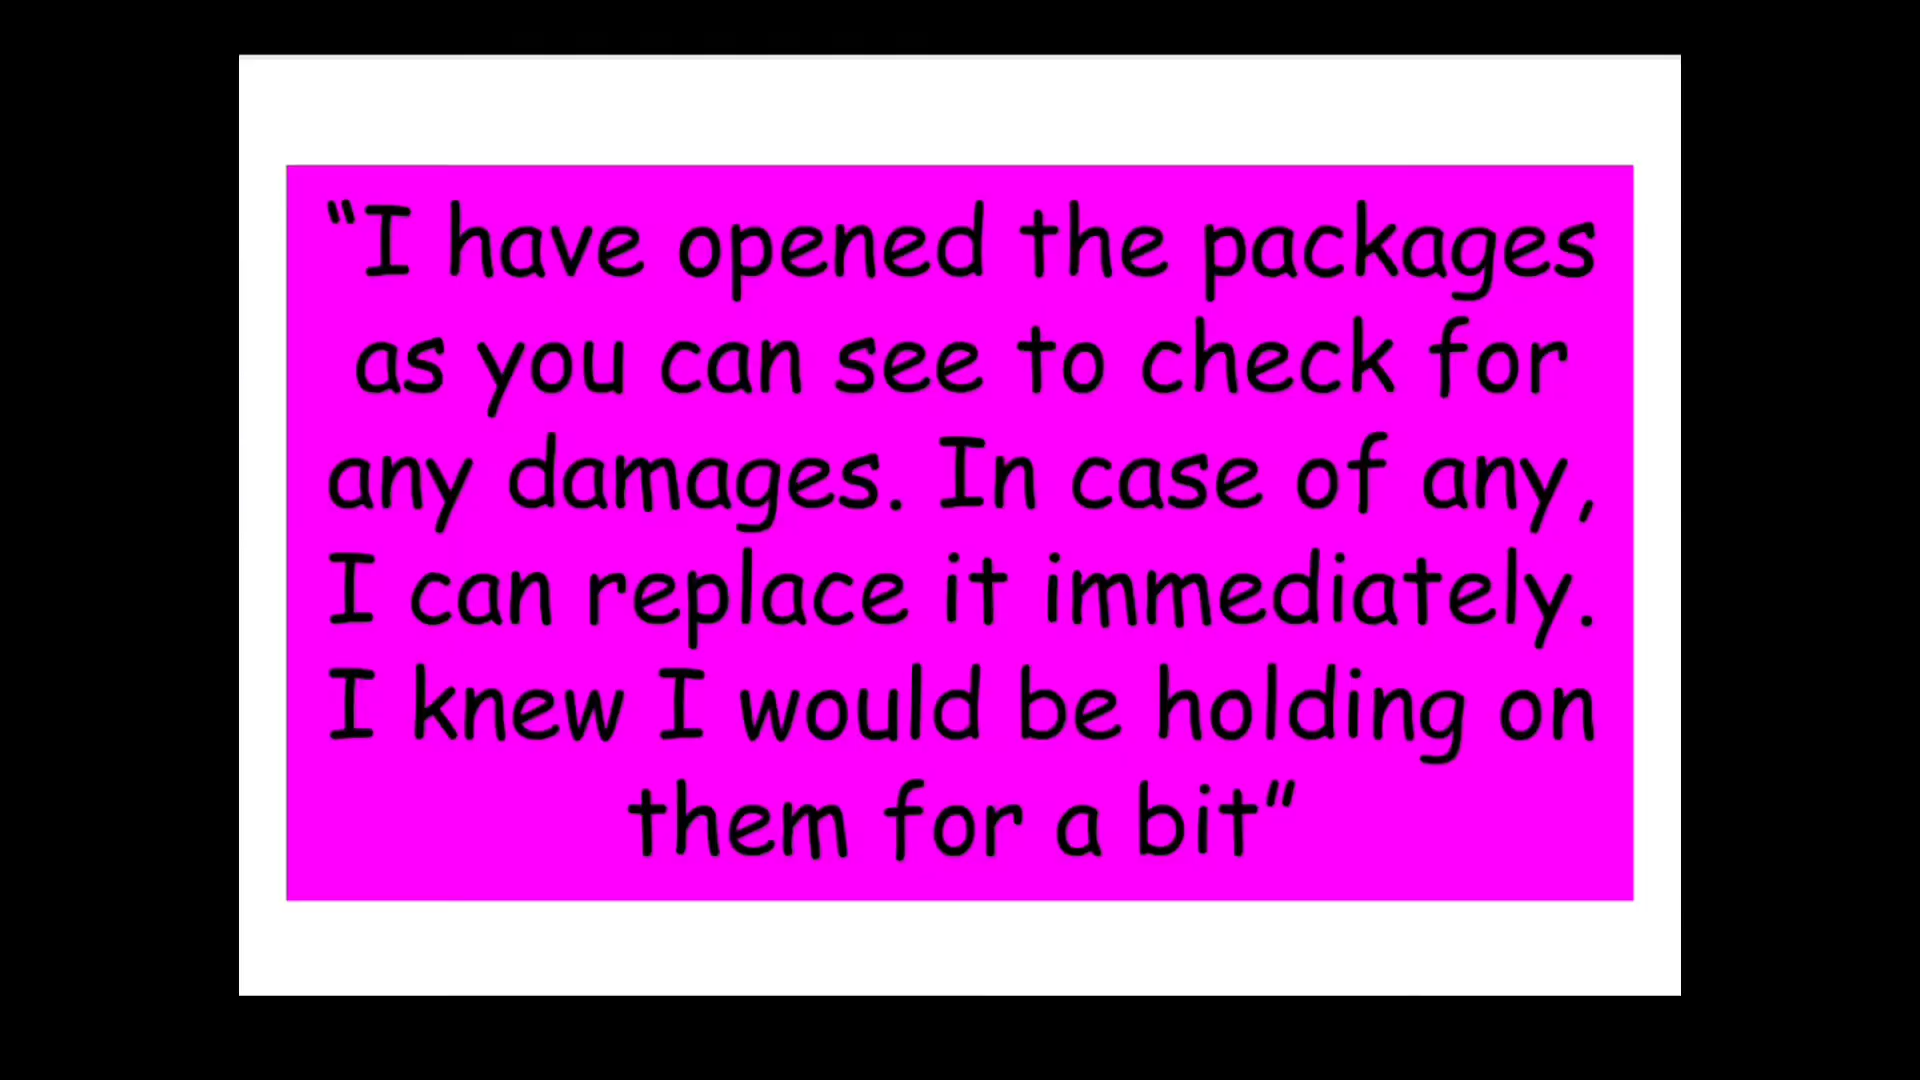 “I have opened the packages
as you can see to check for
any damages. In case of any,
I can replace it immediately.
I knew I would be holding on
them for a bit”